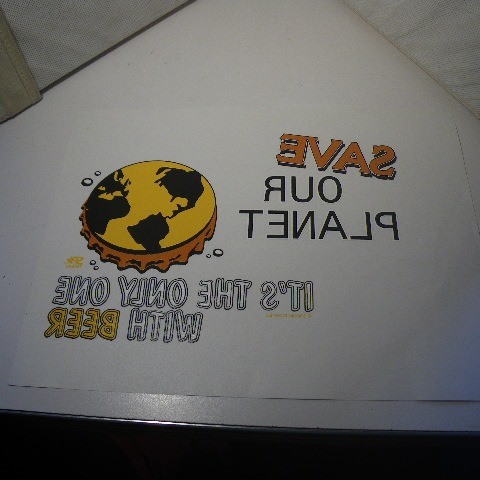 SAVE
OUR
PLANET
IT'S THE ONLY ONE
WITH BEER